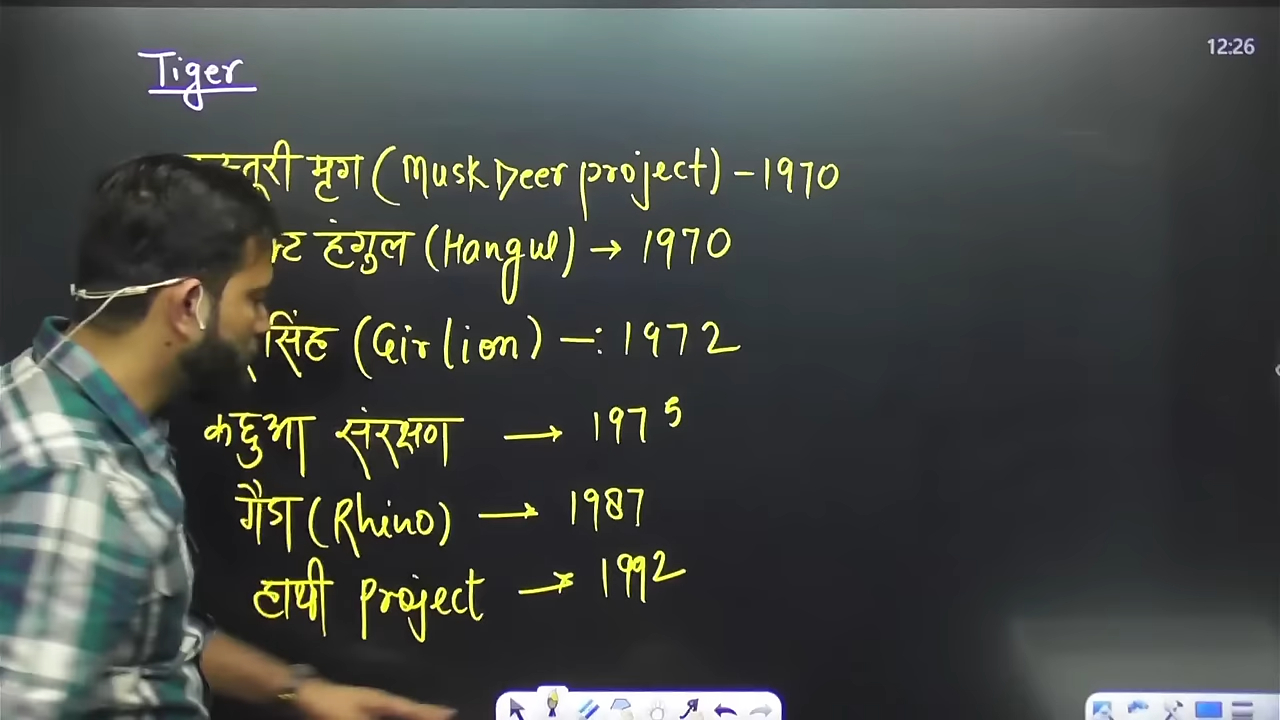 12:26
Tiger
मृग (Musk Deer project) - 1970
हंगुल (Hangul) → 1970
सिंह (Gir lion) -: 1972
कछुआ संरक्षण → 1975
गैंडा (Rhino) → 1987
हाथी project → 1992